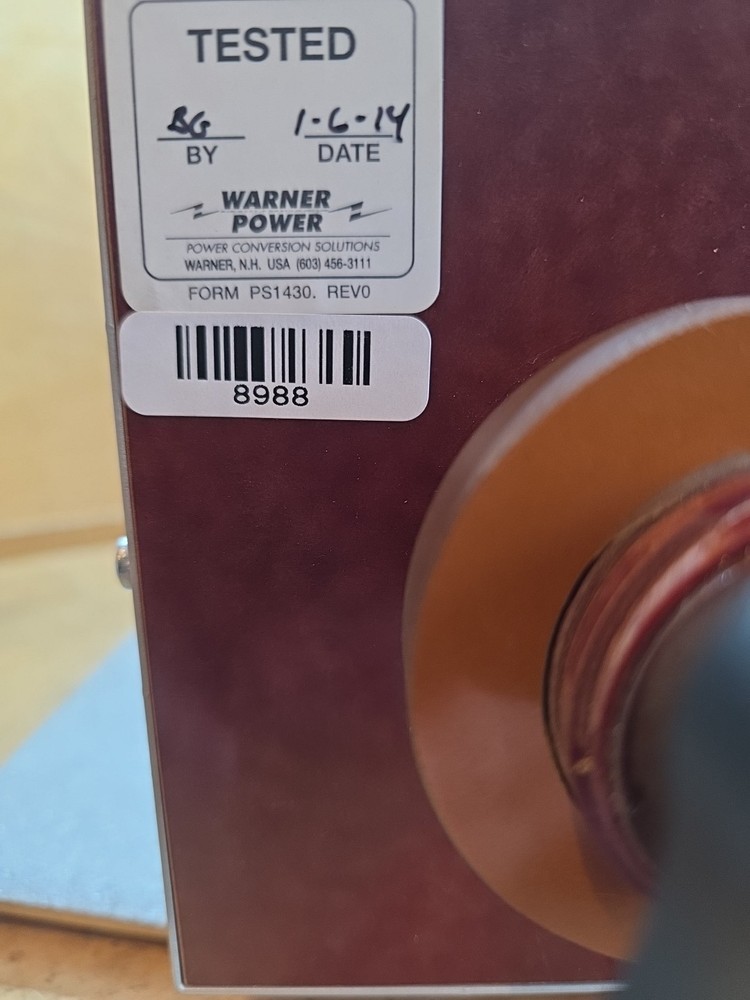 TESTED
BG 1-6-14
BY DATE
WARNER
POWER
POWER CONVERSION SOLUTIONS
WARNER, N.H. USA (603) 456-3111
FORM PS1430. REV0
8988